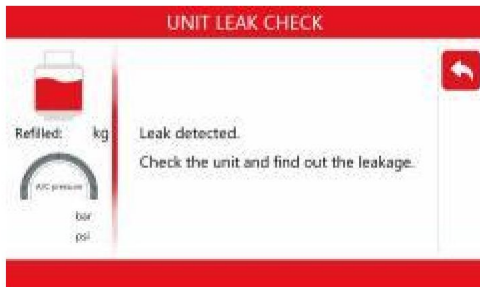 UNIT LEAK CHECK
Refilled: kg
Leak detected.
Check the unit and find out the leakage.
A/C pressure
bar
psi